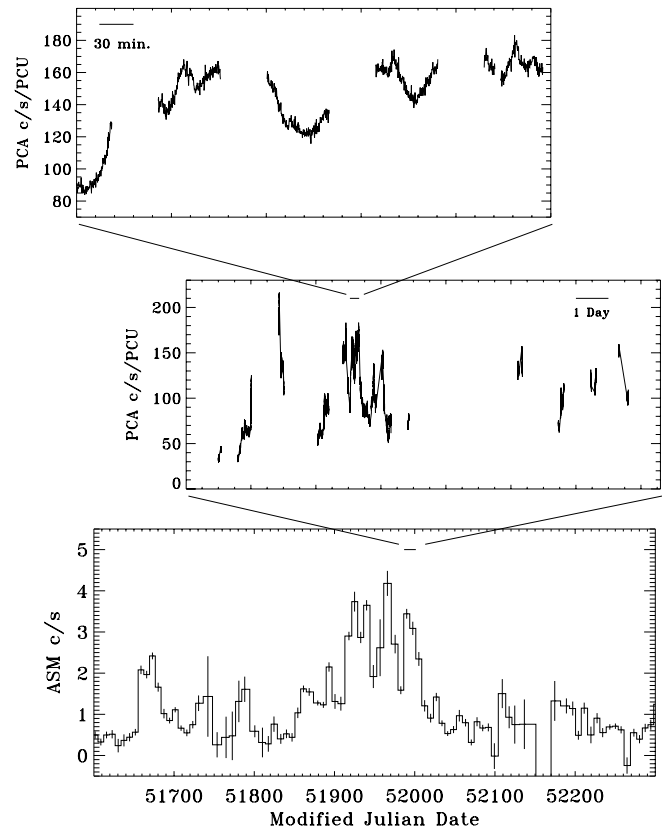 180
160
140
120
100
80
PCA c/s/PCU
30 min.
200
150
100
50
0
PCA c/s/PCU
1 Day
5
4
3
2
1
0
ASM c/s
51700 51800 51900 52000 52100 52200
Modified Julian Date